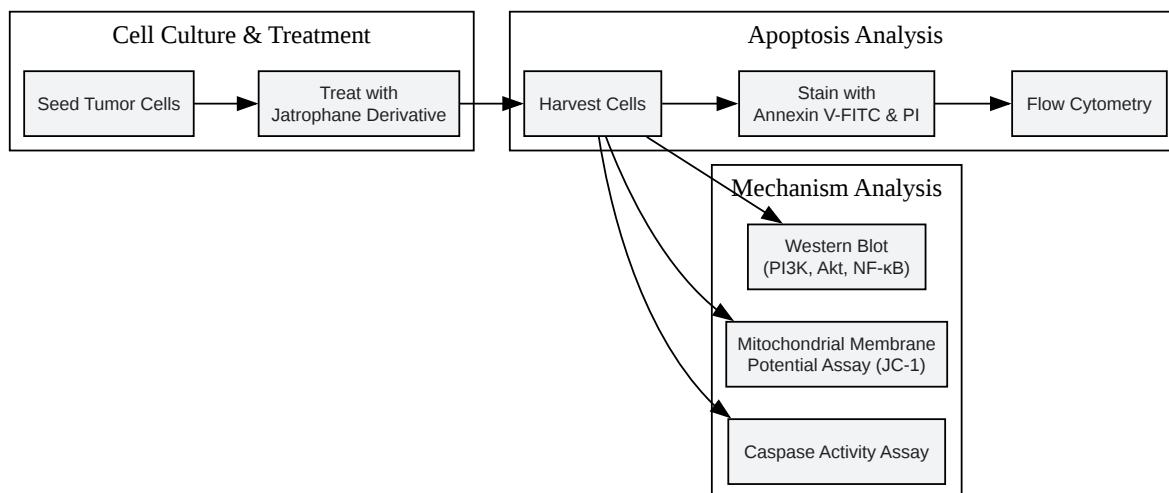 Cell Culture & Treatment
Seed Tumor Cells
Treat with
Jatrophane Derivative
Apoptosis Analysis
Harvest Cells
Stain with
Annexin V-FITC & PI
Flow Cytometry
Mechanism Analysis
Western Blot
(PI3K, Akt, NF-κB)
Mitochondrial Membrane
Potential Assay (JC-1)
Caspase Activity Assay